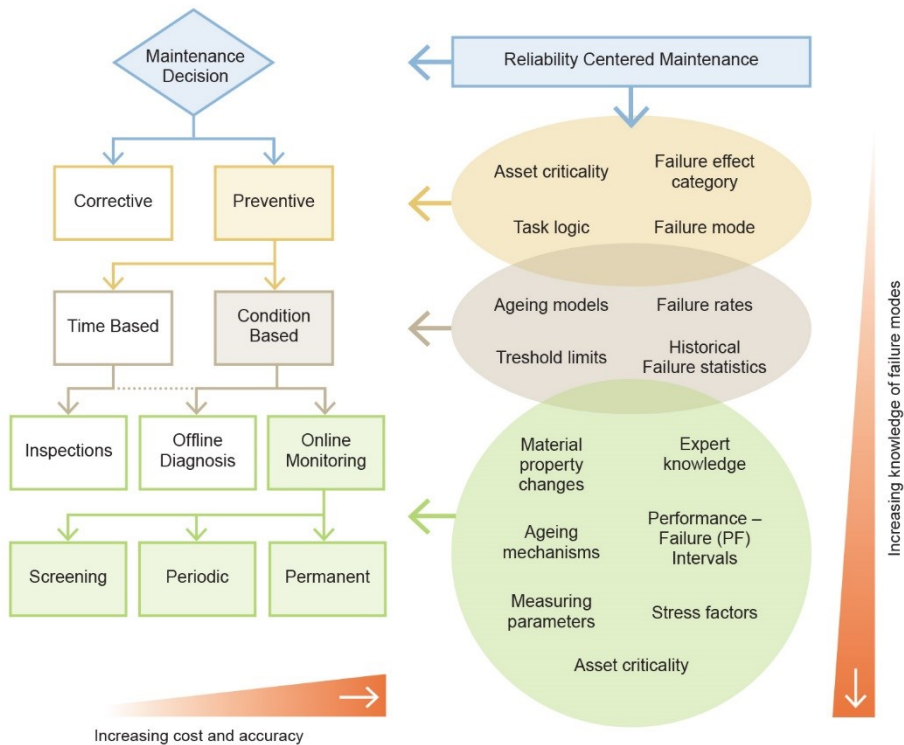 Maintenance
Decision
Reliability Centered Maintenance
Corrective
Preventive
Asset criticality
Failure effect
category
Task logic
Failure mode
Time Based
Condition
Based
Ageing models
Failure rates
Treshold limits
Historical
Failure statistics
Inspections
Offline
Diagnosis
Online
Monitoring
Material
property
changes
Expert
knowledge
Ageing
mechanisms
Performance –
Failure (PF)
Intervals
Screening
Periodic
Permanent
Measuring
parameters
Stress factors
Asset criticality
Increasing cost and accuracy
Increasing knowledge of failure modes